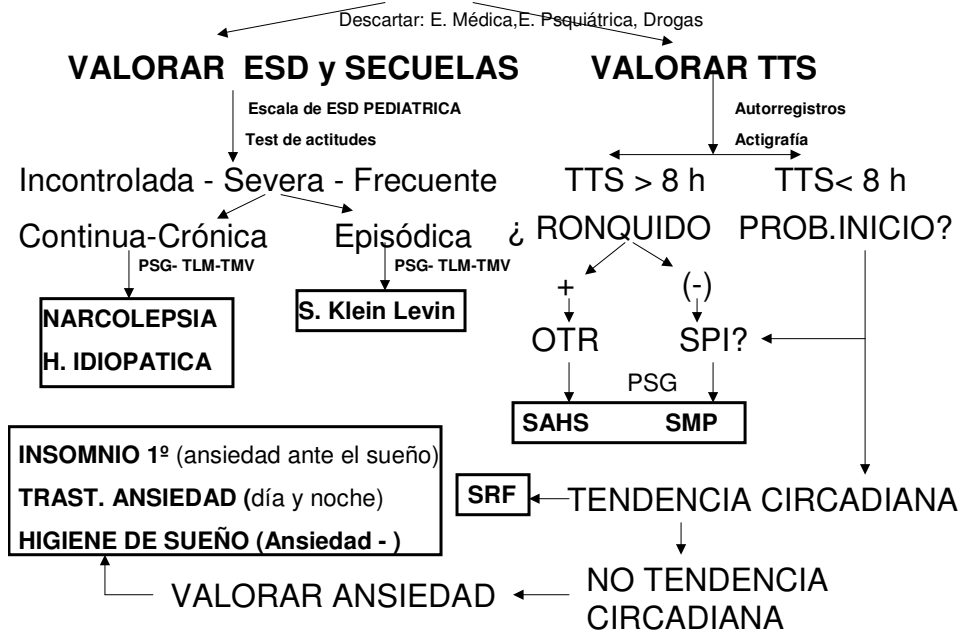 Descartar: E. Médica,E. Psquiátrica, Drogas
VALORAR ESD y SECUELAS
VALORAR TTS
Escala de ESD PEDIATRICA
Test de actitudes
Autorregistros
Actigrafía
Incontrolada - Severa - Frecuente
TTS > 8 h
TTS< 8 h
Continua-Crónica
Episódica
¿ RONQUIDO
PROB.INICIO?
PSG- TLM-TMV
PSG- TLM-TMV
+
(-)
NARCOLEPSIA
H. IDIOPATICA
S. Klein Levin
OTR
SPI?
PSG
SAHS
SMP
INSOMNIO 1º (ansiedad ante el sueño)
TRAST. ANSIEDAD (día y noche)
HIGIENE DE SUEÑO (Ansiedad - )
SRF
TENDENCIA CIRCADIANA
VALORAR ANSIEDAD
NO TENDENCIA
CIRCADIANA